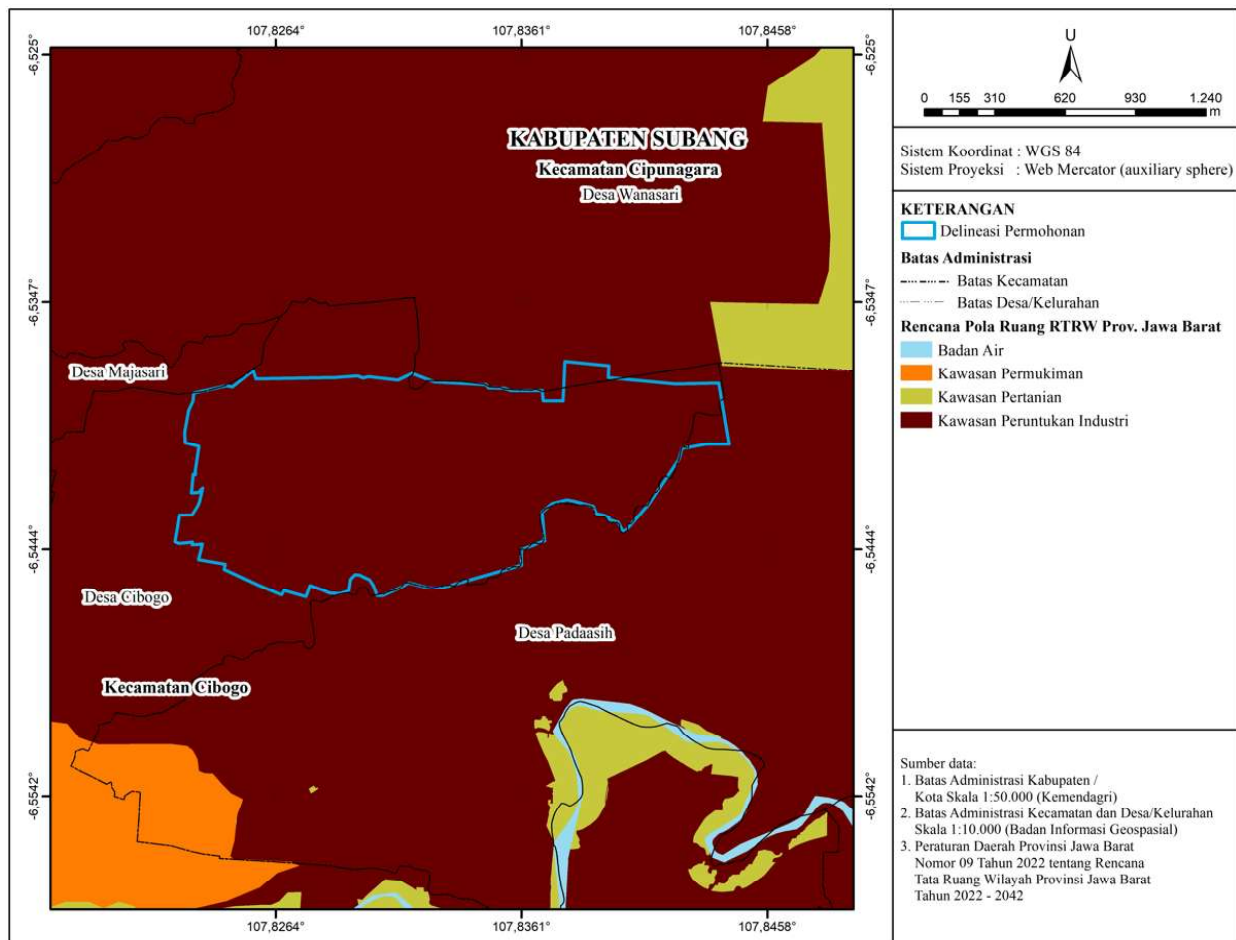 107,8264°
107,8361°
107,8458°
-6,525°
-6,525°
KABUPATEN SUBANG
Kecamatan Cipunagara
Desa Wanasari
-6,5347°
-6,5347°
Desa Majasari
-6,5444°
-6,5444°
Desa Cibogo
Desa Padaasih
Kecamatan Cibogo
-6,5542°
-6,5542°
107,8264°
107,8361°
107,8458°
U
0 155 310 620 930 1.240
m
Sistem Koordinat : WGS 84
Sistem Proyeksi : Web Mercator (auxiliary sphere)
KETERANGAN
Delineasi Permohonan
Batas Administrasi
Batas Kecamatan
Batas Desa/Kelurahan
Rencana Pola Ruang RTRW Prov. Jawa Barat
Badan Air
Kawasan Permukiman
Kawasan Pertanian
Kawasan Peruntukan Industri
Sumber data:
1. Batas Administrasi Kabupaten /
Kota Skala 1:50.000 (Kemendagri)
2. Batas Administrasi Kecamatan dan Desa/Kelurahan
Skala 1:10.000 (Badan Informasi Geospasial)
3. Peraturan Daerah Provinsi Jawa Barat
Nomor 09 Tahun 2022 tentang Rencana
Tata Ruang Wilayah Provinsi Jawa Barat
Tahun 2022 - 2042